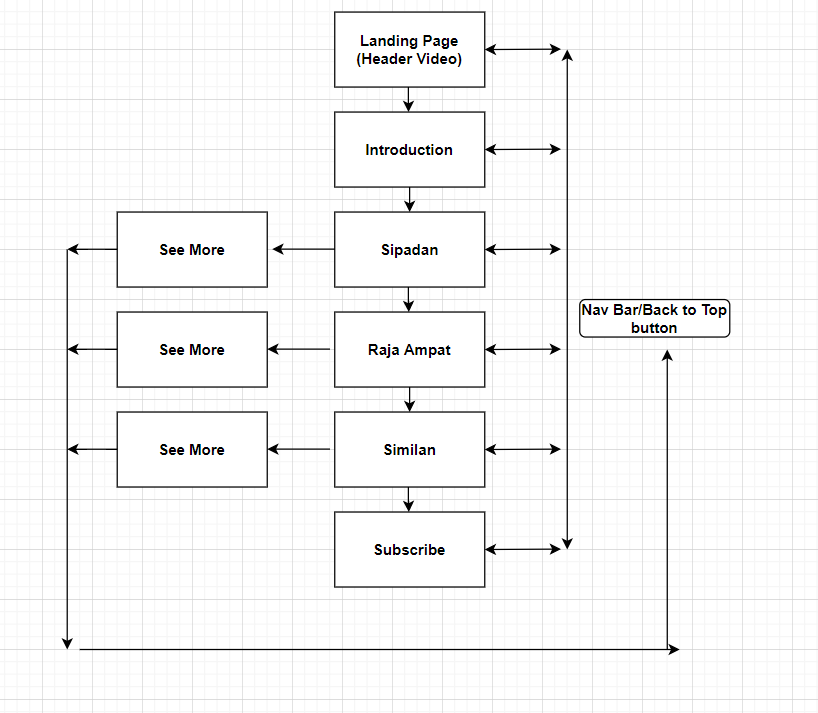 Landing Page
(Header Video)
Introduction
See More
Sipadan
Nav Bar/Back to Top
button
See More
Raja Ampat
See More
Similan
Subscribe